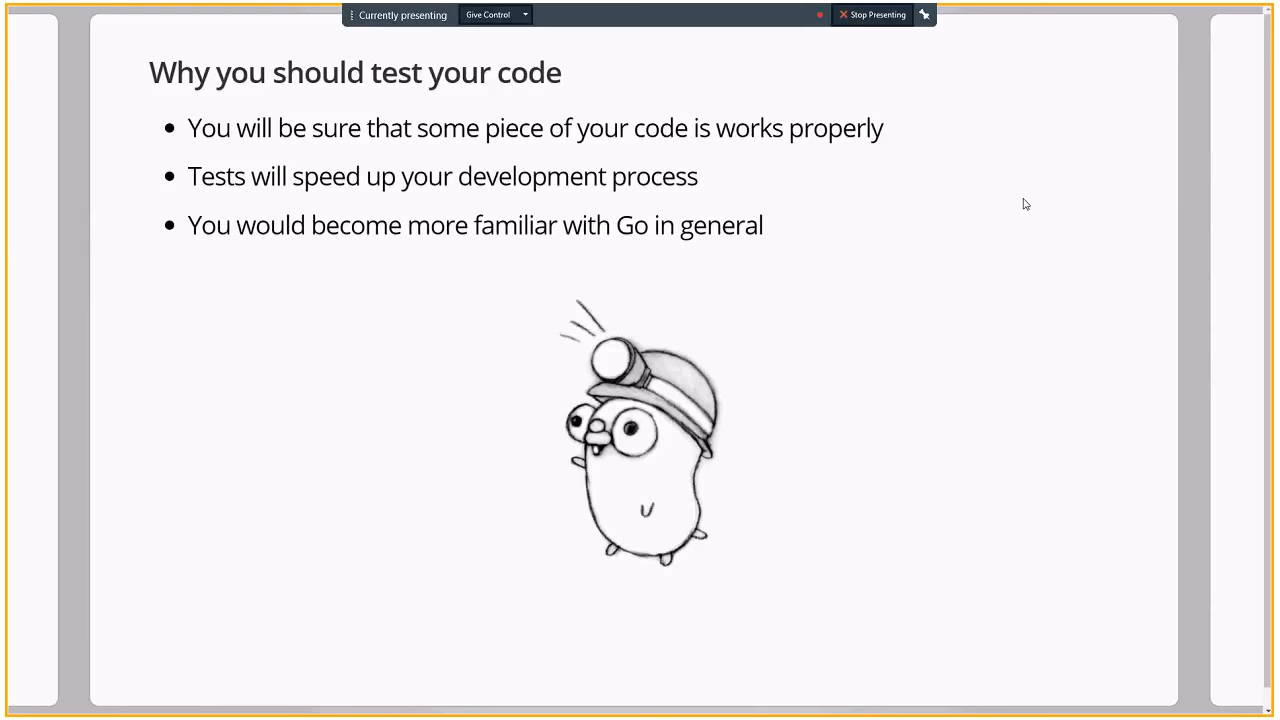 Currently presenting
Give Control
Stop Presenting
Why you should test your code
You will be sure that some piece of your code is works properly
Tests will speed up your development process
You would become more familiar with Go in general